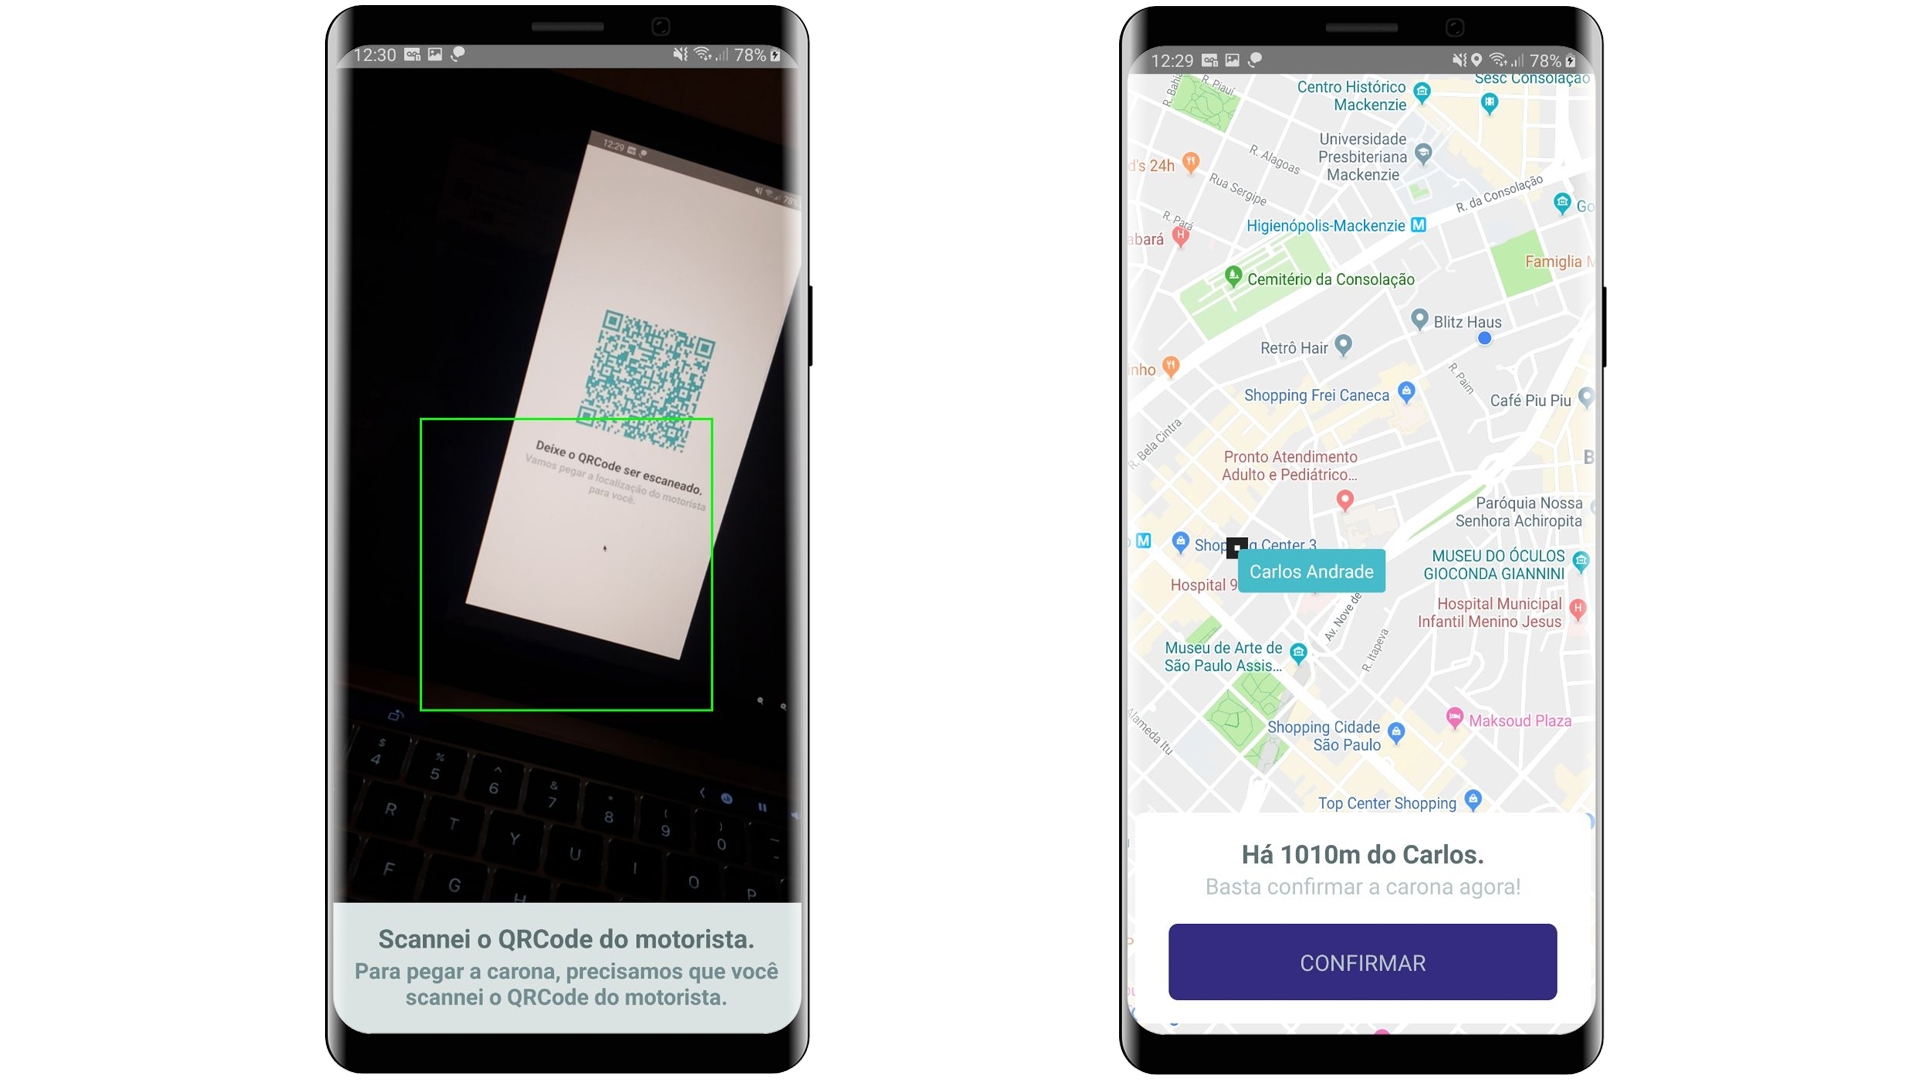 12:30
78%
12:29
78%
Deixe o QRCode ser escaneado.
Vamos pegar a localização do motorista
para você.
$
4
%
5
^
6
&
7
*
8
(
9
)
0
R
T
Y
U
I
O
P
F
G
H
Scannei o QRCode do motorista.
Para pegar a carona, precisamos que você
scannei o QRCode do motorista.
12:29
78%
Sesc Consolação
Centro Histórico
Mackenzie
R. Piauí
R. Bahia
Universidade
Presbiteriana
Mackenzie
d's 24h
R. Alagoas
Rua Sergipe
R. da Consolação
Go
R. Pará
Higienópolis-Mackenzie
M
abará
H
Famiglia M
Cemitério da Consolação
Blitz Haus
Retrô Hair
inho
R. Paim
Shopping Frei Caneca
Café Piu Piu
R. Bela Cintra
Pronto Atendimento
Adulto e Pediátrico...
B
Paróquia Nossa
Senhora Achiropita
M
Shopping Center 3
MUSEU DO ÓCULOS
GIOCONDA GIANNINI
Carlos Andrade
Hospital 9
Hospital Municipal
Infantil Menino Jesus
H
Av. Nove de
R. Itapeva
Museu de Arte de
São Paulo Assis...
Alameda Itu
Shopping Cidade
São Paulo
Maksoud Plaza
Top Center Shopping
Há 1010m do Carlos.
Basta confirmar a carona agora!
CONFIRMAR